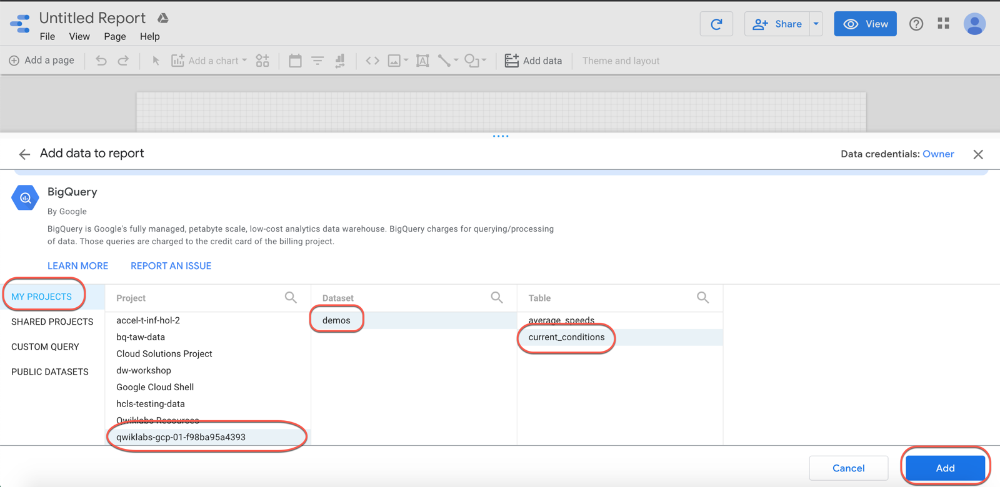 Untitled Report
File View Page Help
Share
View
Add a page
Add a chart
Add data
Theme and layout
Add data to report
Data credentials: Owner
BigQuery
By Google
BigQuery is Google's fully managed, petabyte scale, low-cost analytics data warehouse. BigQuery charges for querying/processing
of data. Those queries are charged to the credit card of the billing project.
LEARN MORE REPORT AN ISSUE
MY PROJECTS
SHARED PROJECTS
CUSTOM QUERY
PUBLIC DATASETS
Project
accel-t-inf-hol-2
bq-taw-data
Cloud Solutions Project
dw-workshop
Google Cloud Shell
hcls-testing-data
Qwiklabs Resources
qwiklabs-gcp-01-f98ba95a4393
Dataset
demos
Table
average_speeds
current_conditions
Cancel
Add